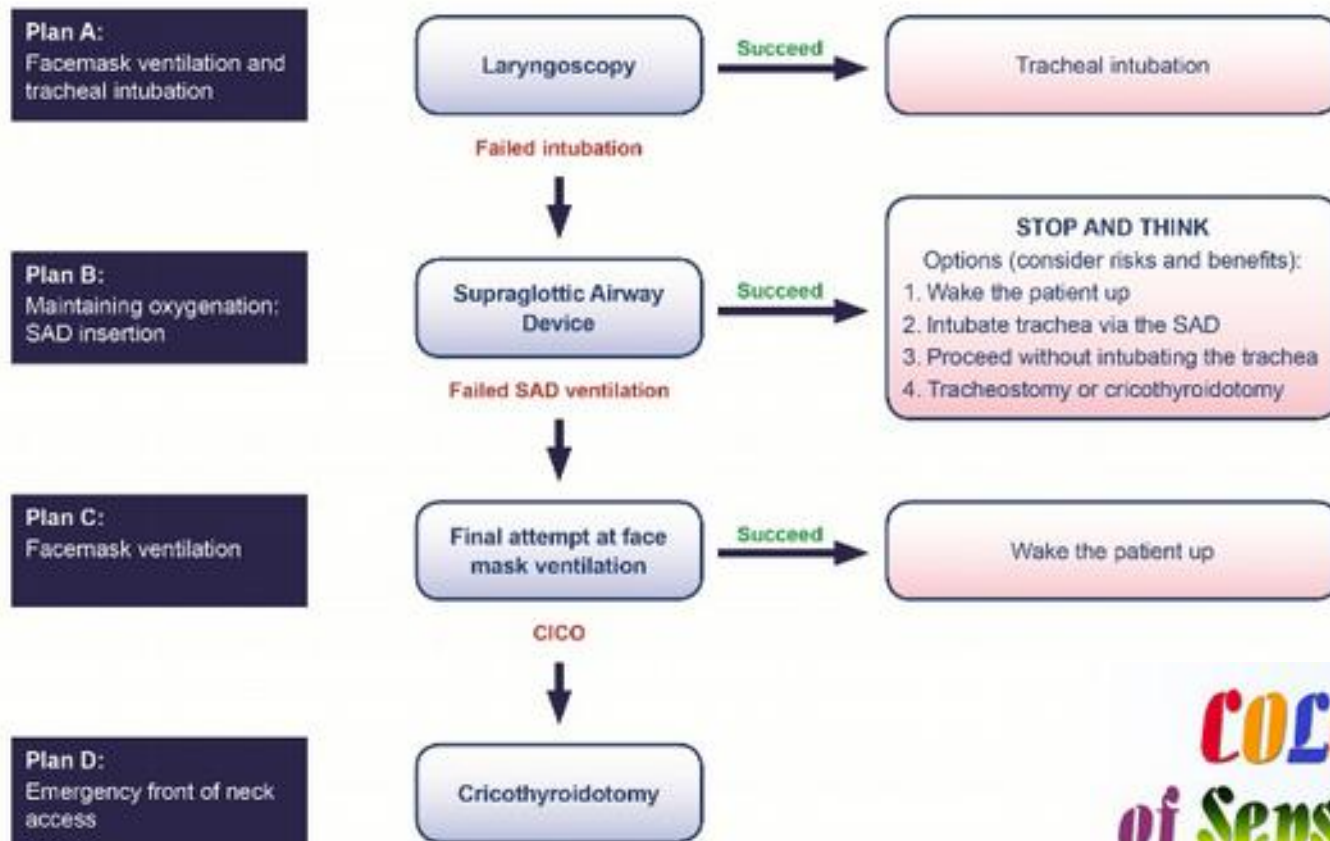 Plan A:
Facemask ventilation and
tracheal intubation
Laryngoscopy
Succeed
Tracheal intubation
Failed intubation
Plan B:
Maintaining oxygenation:
SAD insertion
Supraglottic Airway
Device
Succeed
STOP AND THINK
Options (consider risks and benefits):
1. Wake the patient up
2. Intubate trachea via the SAD
3. Proceed without intubating the trachea
4. Tracheostomy or cricothyroidotomy
Failed SAD ventilation
Plan C:
Facemask ventilation
Final attempt at face
mask ventilation
Succeed
Wake the patient up
CICO
Plan D:
Emergency front of neck
access
Cricothyroidotomy
COL
of Sens